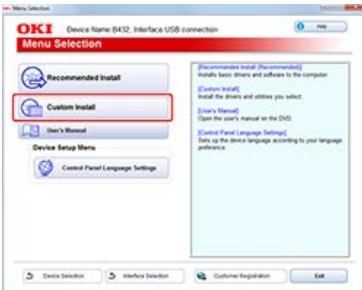 Menu Selection
OKI Device Name:B432, Interface:USB connection
Help
Menu Selection
Recommended Install
Custom Install
User's Manual
Device Setup Menu
Control Panel Language Settings
[Recommended Install (Recommended)]
Installs basic drivers and software to the computer.
[Custom Install]
Install the drivers and utilities you select.
[User's Manual]
Open the user's manual on the DVD.
[Control Panel Language Settings]
Sets up the device language according to your language
preference
Device Selection
Interface Selection
Customer Registration
Exit